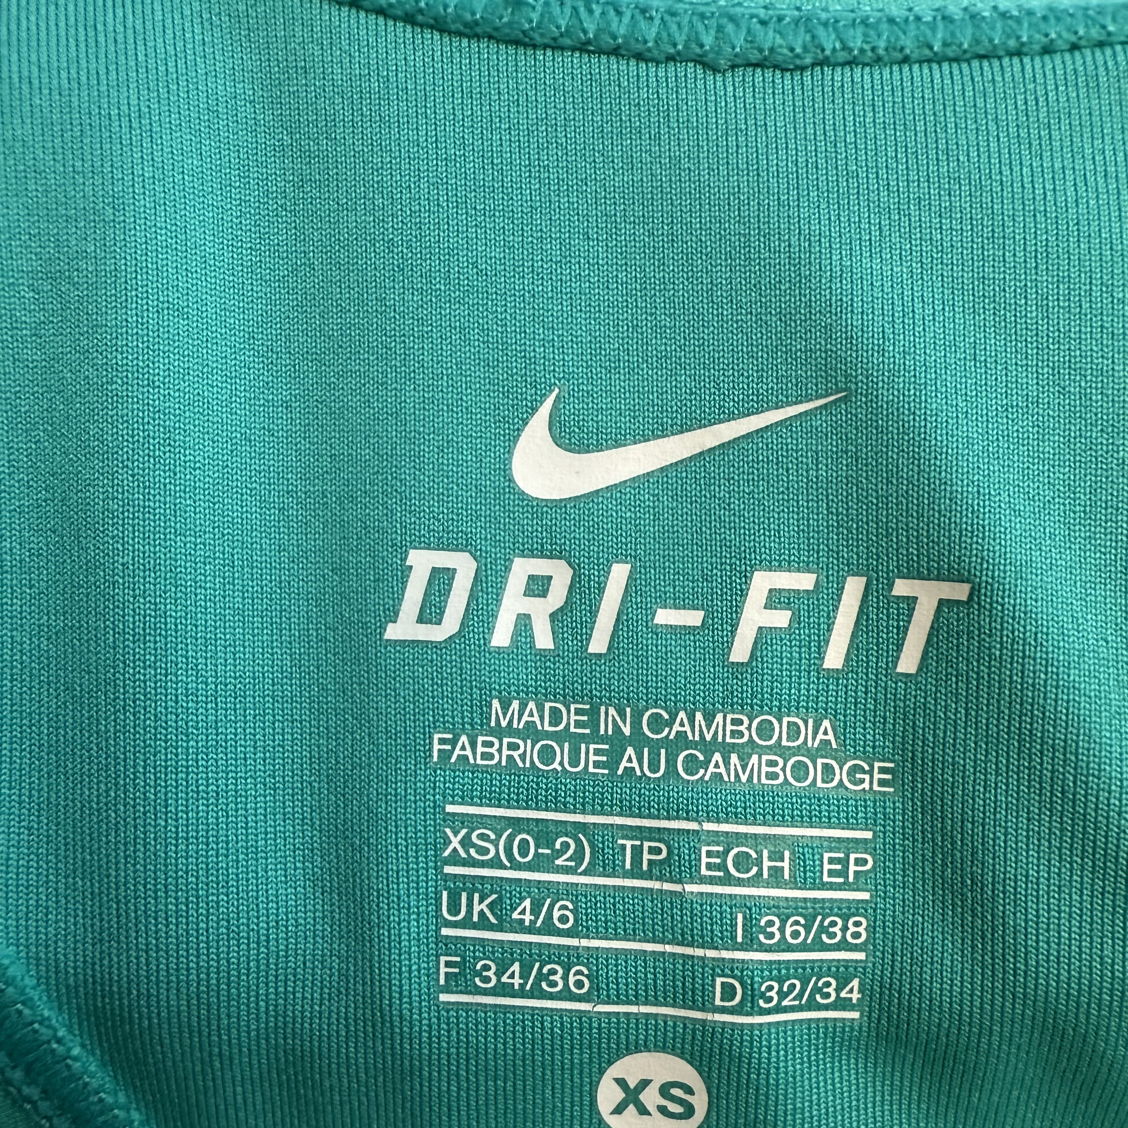 DRI-FIT
MADE IN CAMBODIA
FABRIQUE AU CAMBODGE
XS(0-2) TP ECH EP
UK 4/6 I 36/38
F 34/36 D 32/34
XS